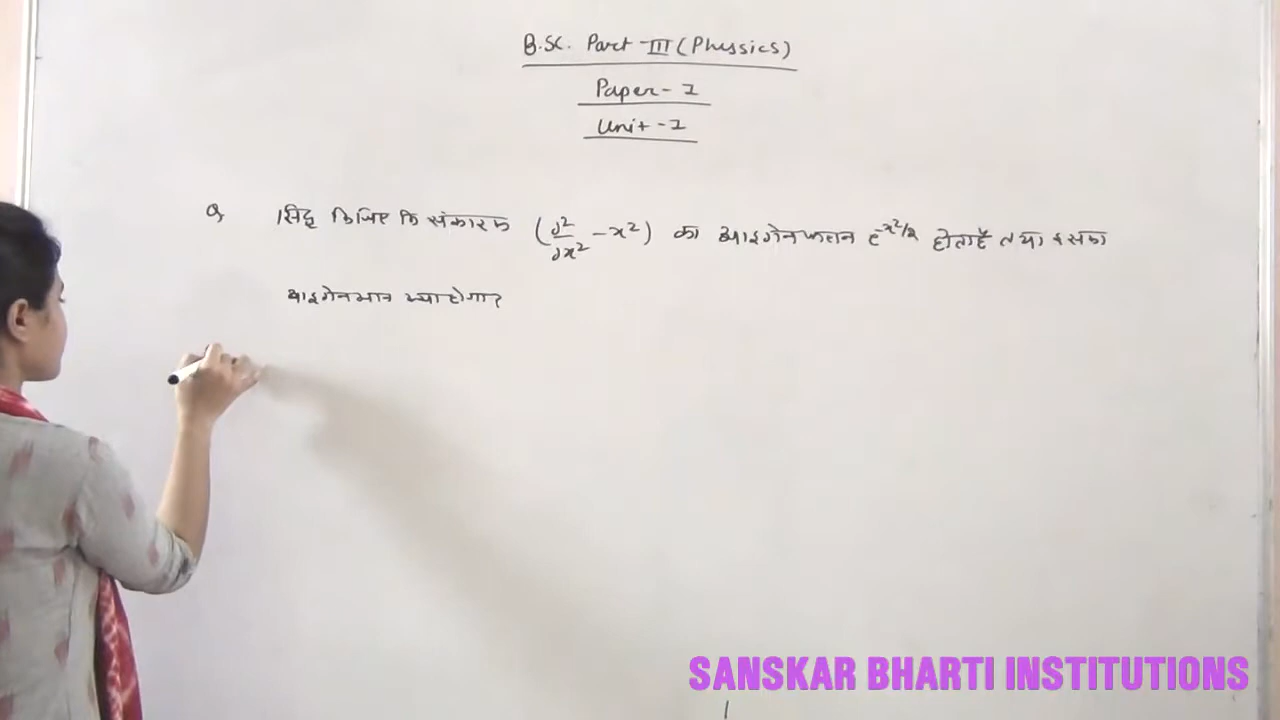 B.SC. Part-III (Physics)
Paper-I
Unit-I
Q सिद्ध किजिए कि संकारक (∂²/∂x² - x²) का आइगेनफलन e^-x²/2 होता है तथा इसका
आइगेनमान क्या होगा?
SANSKAR BHARTI INSTITUTIONS